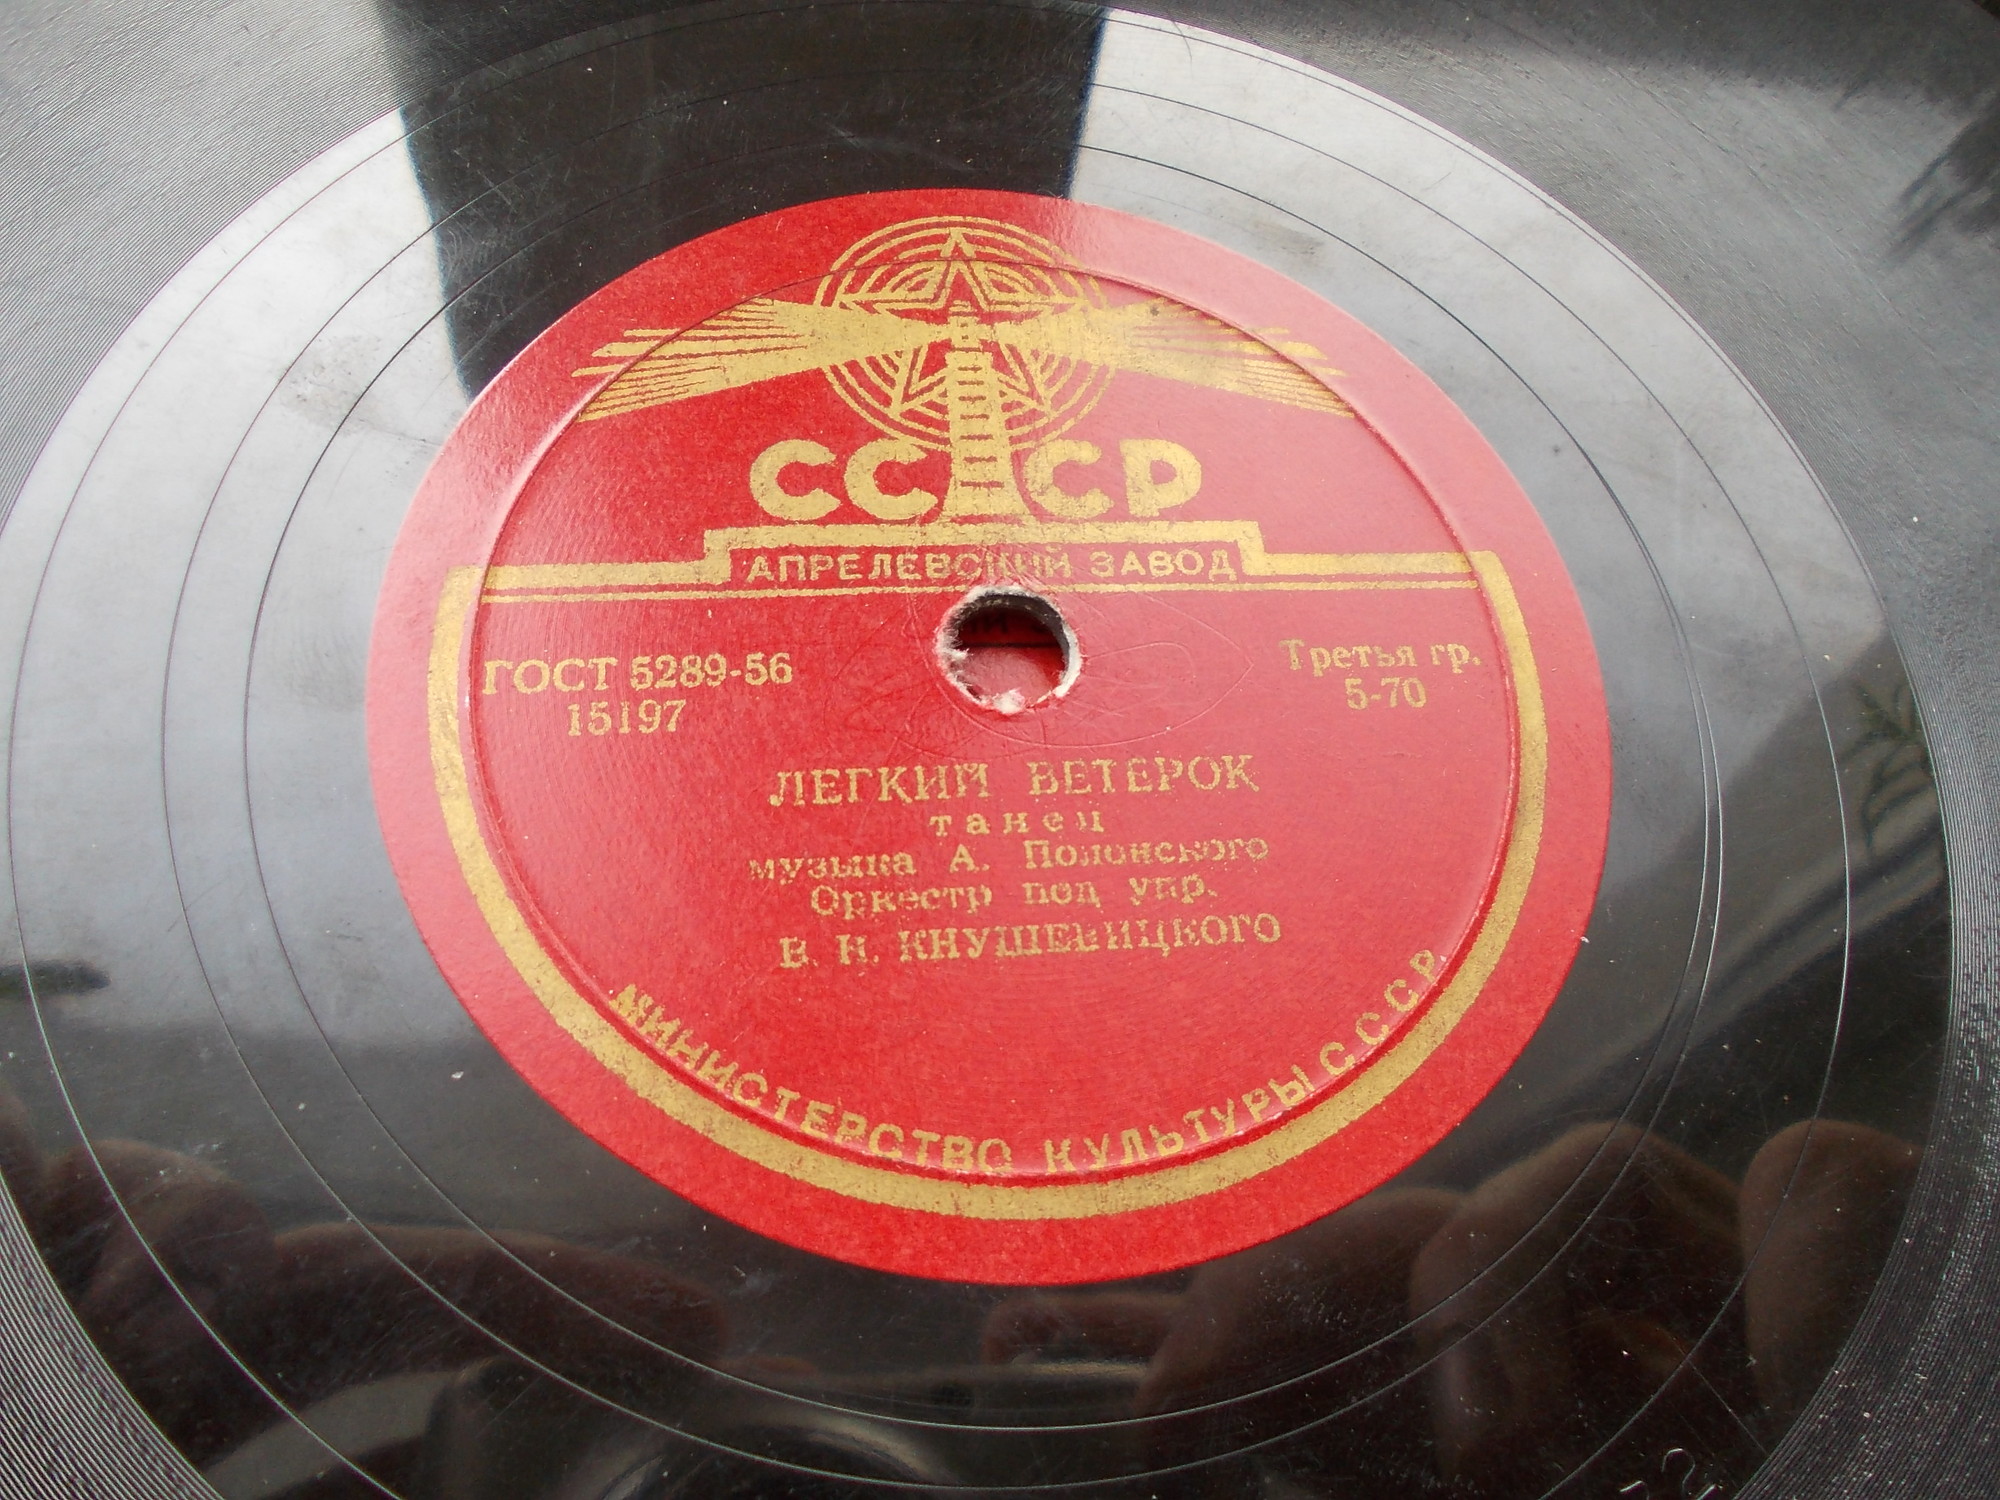 СССР
АПРЕЛЕВСКИЙ ЗАВОД
ГОСТ 5289-56
15197
Третья гр.
5-70
ЛЕГКИЙ ВЕТЕРОК
танец
музыка А. Полонского
Оркестр под упр.
В. Н. КНУШЕВИЦКОГО
МИНИСТЕРСТВО КУЛЬТУРЫ СССР